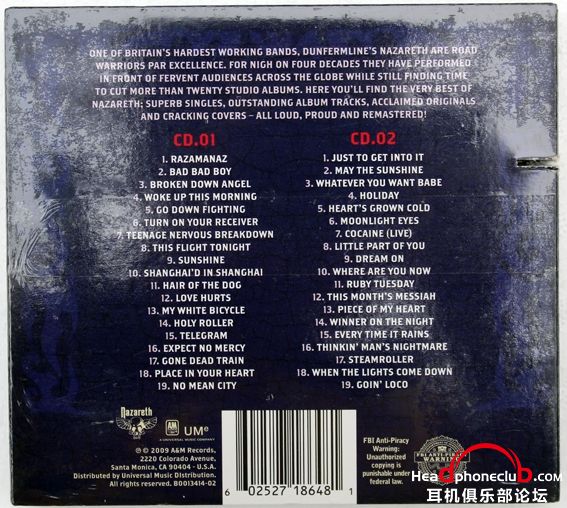 ONE OF BRITAIN'S HARDEST WORKING BANDS, DUNFERMLINE'S NAZARETH ARE ROAD
WARRIORS PAR EXCELLENCE. FOR NIGH ON FOUR DECADES THEY HAVE PERFORMED
IN FRONT OF FERVENT AUDIENCES ACROSS THE GLOBE WHILE STILL FINDING TIME
TO CUT MORE THAN TWENTY STUDIO ALBUMS. HERE YOU'LL FIND THE VERY BEST OF
NAZARETH; SUPERB SINGLES, OUTSTANDING ALBUM TRACKS, ACCLAIMED ORIGINALS
AND CRACKING COVERS – ALL LOUD, PROUD AND REMASTERED!
CD.01
1. RAZAMANAZ
2. BAD BAD BOY
3. BROKEN DOWN ANGEL
4. WOKE UP THIS MORNING
5. GO DOWN FIGHTING
6. TURN ON YOUR RECEIVER
7. TEENAGE NERVOUS BREAKDOWN
8. THIS FLIGHT TONIGHT
9. SUNSHINE
10. SHANGHAI'D IN SHANGHAI
11. HAIR OF THE DOG
12. LOVE HURTS
13. MY WHITE BICYCLE
14. HOLY ROLLER
15. TELEGRAM
16. EXPECT NO MERCY
17. GONE DEAD TRAIN
18. PLACE IN YOUR HEART
19. NO MEAN CITY
CD.02
1. JUST TO GET INTO IT
2. MAY THE SUNSHINE
3. WHATEVER YOU WANT BABE
4. HOLIDAY
5. HEART'S GROWN COLD
6. MOONLIGHT EYES
7. COCAINE (LIVE)
8. LITTLE PART OF YOU
9. DREAM ON
10. WHERE ARE YOU NOW
11. RUBY TUESDAY
12. THIS MONTH'S MESSIAH
13. PIECE OF MY HEART
14. WINNER ON THE NIGHT
15. EVERY TIME IT RAINS
16. THINKIN' MAN'S NIGHTMARE
17. STEAMROLLER
18. WHEN THE LIGHTS COME DOWN
19. GOIN' LOCO
Nazareth
A&M
RECORDS
UMe
A UNIVERSAL MUSIC COMPANY
℗ © 2009 A&M Records,
2220 Colorado Avenue,
Santa Monica, CA 90404 - U.S.A.
Distributed by Universal Music Distribution.
All rights reserved. B0013414-02
6 02527 18648 1
FBI Anti-Piracy
Warning:
Unauthorized
copying is
punishable under
federal law.
FBI ANTI-PIRACY
WARNING
Headphoneclub.Com
耳机俱乐部论坛